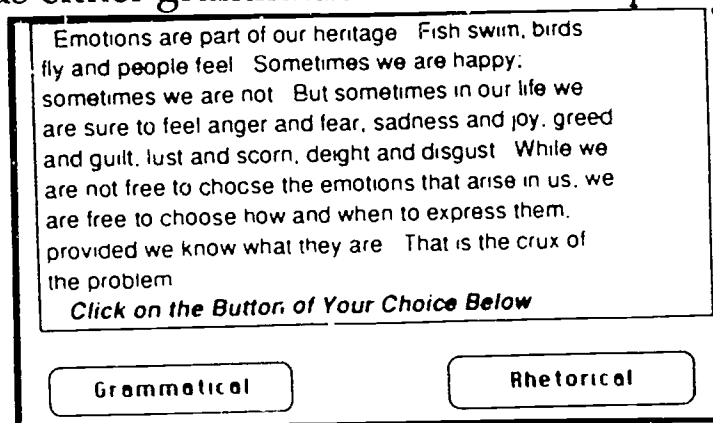 as either grammatical
Emotions are part of our heritage Fish swim, birds
fly and people feel Sometimes we are happy;
sometimes we are not But sometimes in our life we
are sure to feel anger and fear, sadness and joy, greed
and guilt, lust and scorn, deight and disgust While we
are not free to chocse the emotions that arise in us, we
are free to choose how and when to express them,
provided we know what they are That is the crux of
the problem
Click on the Button of Your Choice Below
Grammatical Rhetorical